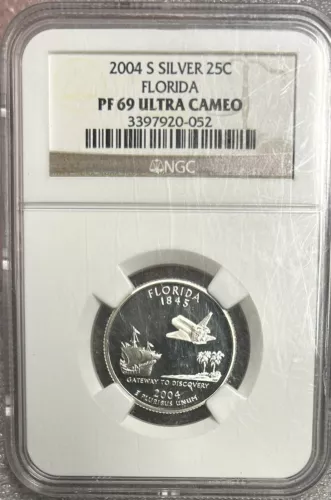 2004 S SILVER 25C
FLORIDA
PF 69 ULTRA CAMEO
3397920-052
NGC
FLORIDA
1845
GATEWAY TO DISCOVERY
2004
E PLURIBUS UNUM